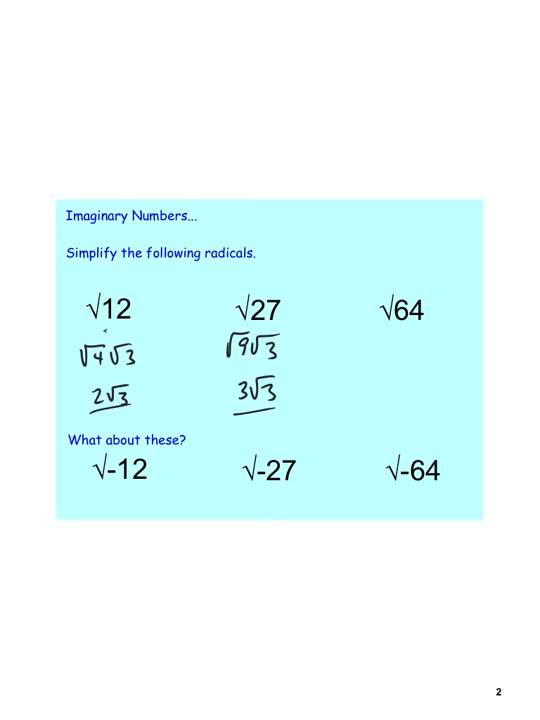 Imaginary Numbers...
Simplify the following radicals.
√12 √27 √64
√4 √3 √9 √3
2√3 3√3
What about these?
√-12 √-27 √-64
2